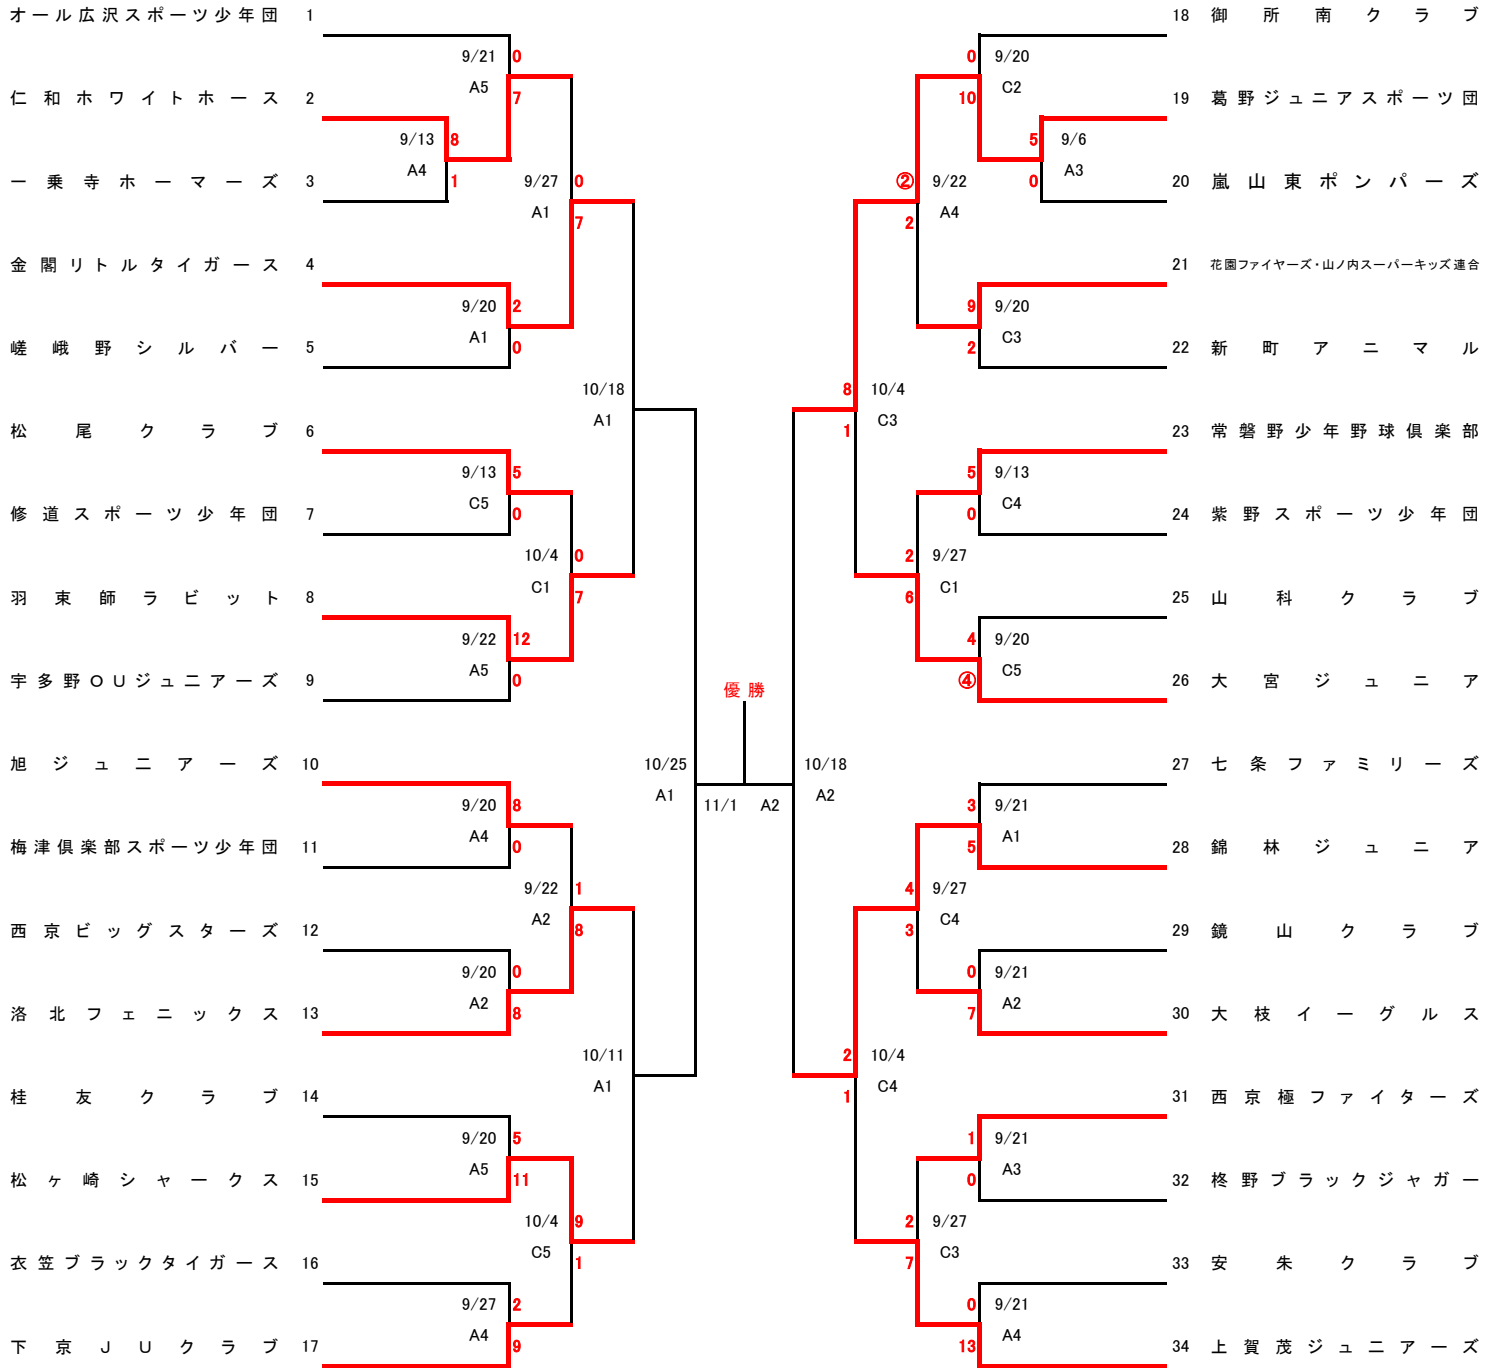 オール広沢スポーツ少年団 1
9/21 0
A5 7
仁和ホワイトホース 2
9/13 8
A4 1
一乗寺ホーマーズ 3
9/27 0
A1 7
金閣リトルタイガース 4
9/20 2
A1 0
嵯峨野シルバー 5
10/18
A1
松尾クラブ 6
9/13 5
C5 0
修道スポーツ少年団 7
10/4 0
C1 7
羽束師ラビット 8
9/22 12
A5 0
宇多野OUジュニアーズ 9
旭ジュニアーズ 10
10/25
A1
9/20 8
A4 0
梅津倶楽部スポーツ少年団 11
9/22 1
A2 8
西京ビッグスターズ 12
9/20 0
A2 8
洛北フェニックス 13
10/11
A1
桂友クラブ 14
9/20 5
A5 11
松ヶ崎シャークス 15
10/4 9
C5 1
衣笠ブラックタイガース 16
9/27 2
A4 9
下京JUクラブ 17
優勝
11/1 A2
18 御所南クラブ
0 9/20
10 C2
19 葛野ジュニアスポーツ団
5 9/6
0 A3
20 嵐山東ボンバーズ
② 9/22
2 A4
21 花園ファイヤーズ・山ノ内スーパーキッズ連合
9 9/20
2 C3
22 新町アニマル
8 10/4
1 C3
23 常磐野少年野球倶楽部
5 9/13
0 C4
24 紫野スポーツ少年団
2 9/27
6 C1
25 山科クラブ
4 9/20
④ C5
26 大宮ジュニア
10/18
A2
27 七条ファミリーズ
3 9/21
5 A1
28 錦林ジュニア
4 9/27
3 C4
29 鏡山クラブ
0 9/21
7 A2
30 大枝イーグルス
2 10/4
1 C4
31 西京極ファイターズ
1 9/21
0 A3
32 柊野ブラックジャガー
2 9/27
7 C3
33 安朱クラブ
0 9/21
13 A4
34 上賀茂ジュニアーズ